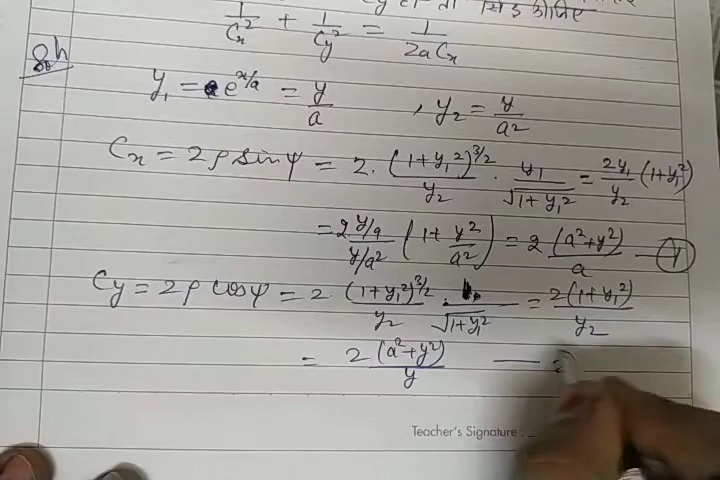 Cy हो तो सिद्ध कीजिए
1/Cx² + 1/Cy² = 1/2aCx
Solⁿ
y₁ = e^(x/a) = y/a , y₂ = y/a²
Cx = 2ρ sinψ = 2. (1+y₁²)^(3/2)/y₂ . y₁/√(1+y₁²) = 2y₁/y₂ (1+y₁²)
= 2 (y/a)/(y/a²) (1 + y²/a²) = 2 (a²+y²)/a — ①
Cy = 2ρ cosψ = 2. (1+y₁²)^(3/2)/y₂ . 1/√(1+y₁²) = 2(1+y₁²)/y₂
= 2 (a²+y²)/y —
Teacher's Signature